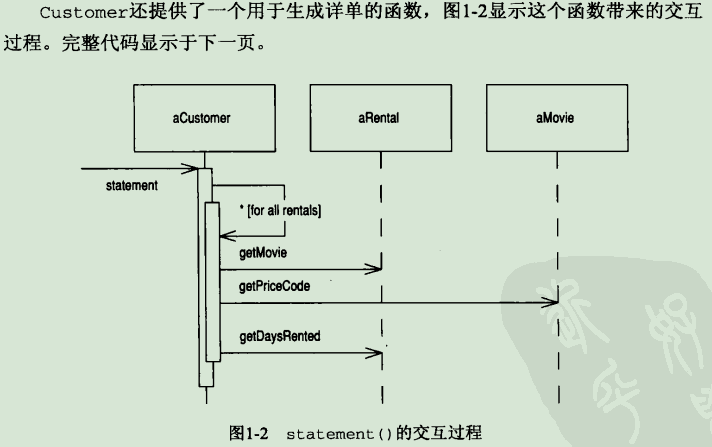 Customer还提供了一个用于生成详单的函数，图1-2显示这个函数带来的交互
过程。完整代码显示于下一页。
aCustomer
aRental
aMovie
statement
* [for all rentals]
getMovie
getPriceCode
getDaysRented
图1-2 statement()的交互过程